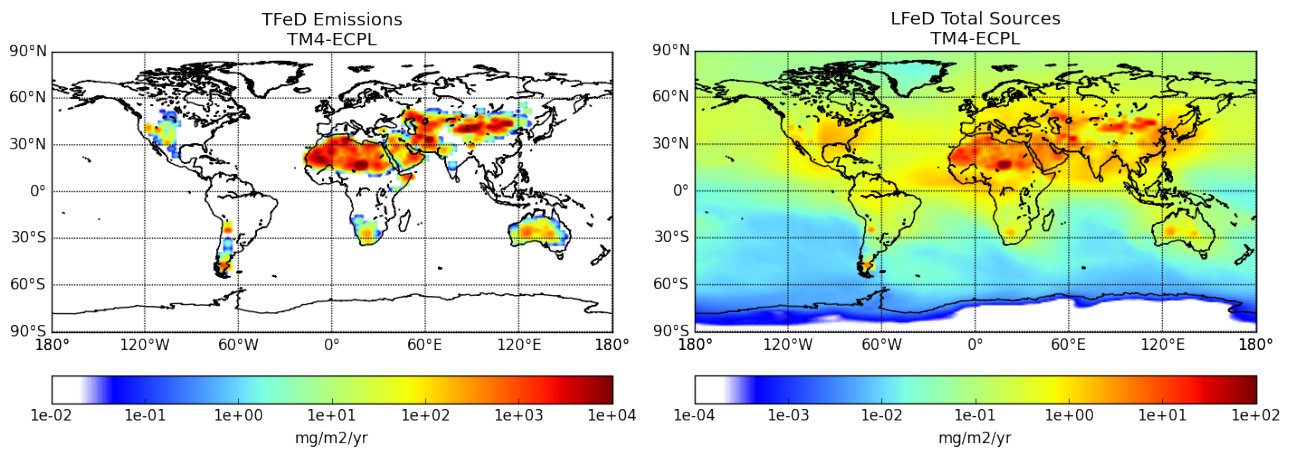 TFeD Emissions
TM4-ECPL
90°N
60°N
30°N
0°
30°S
60°S
90°S
180° 120°W 60°W 0° 60°E 120°E 180°
1e-02 1e-01 1e+00 1e+01 1e+02 1e+03 1e+04
mg/m2/yr
LFeD Total Sources
TM4-ECPL
90°N
60°N
30°N
0°
30°S
60°S
90°S
180° 120°W 60°W 0° 60°E 120°E 180°
1e-04 1e-03 1e-02 1e-01 1e+00 1e+01 1e+02
mg/m2/yr